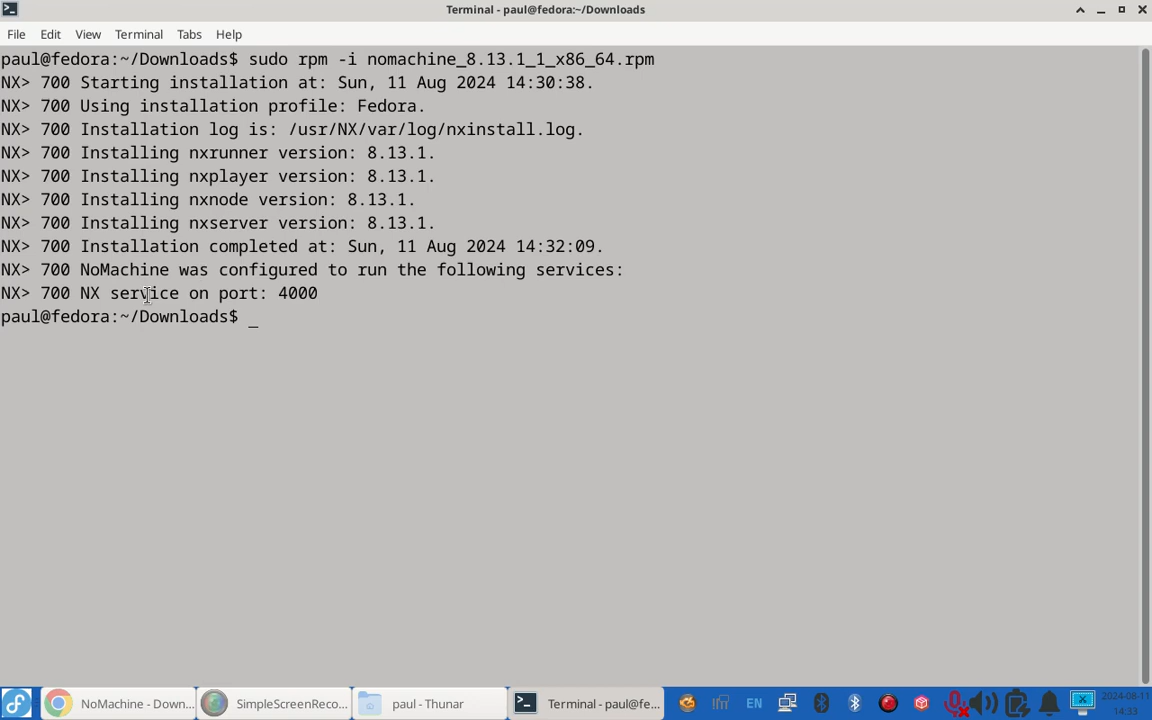 Terminal - paul@fedora:~/Downloads
File Edit View Terminal Tabs Help
paul@fedora:~/Downloads$ sudo rpm -i nomachine_8.13.1_1_x86_64.rpm
NX> 700 Starting installation at: Sun, 11 Aug 2024 14:30:38.
NX> 700 Using installation profile: Fedora.
NX> 700 Installation log is: /usr/NX/var/log/nxinstall.log.
NX> 700 Installing nxrunner version: 8.13.1.
NX> 700 Installing nxplayer version: 8.13.1.
NX> 700 Installing nxnode version: 8.13.1.
NX> 700 Installing nxserver version: 8.13.1.
NX> 700 Installation completed at: Sun, 11 Aug 2024 14:32:09.
NX> 700 NoMachine was configured to run the following services:
NX> 700 NX service on port: 4000
paul@fedora:~/Downloads$ _
NoMachine - Down... SimpleScreenReco... paul - Thunar Terminal - paul@fe... EN 2024-08-11
14:33